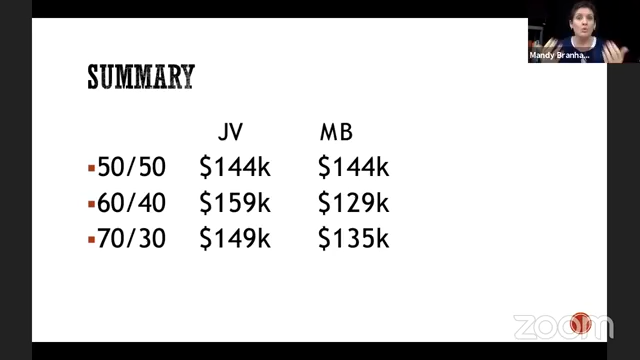 Mandy Branha...
SUMMARY
JV MB
50/50 $144k $144k
60/40 $159k $129k
70/30 $149k $135k
zoom